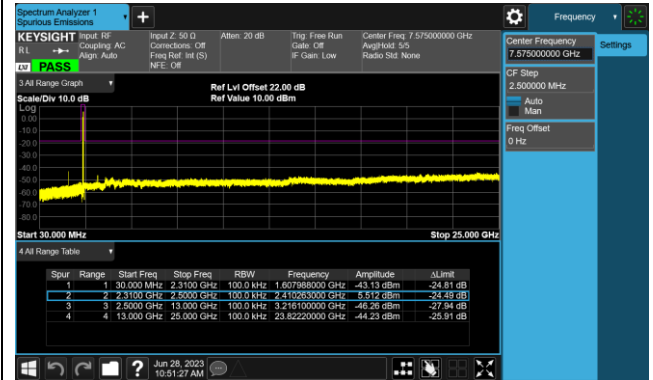 Spectrum Analyzer 1
Spurious Emissions
Frequency
KEYSIGHT Input: RF Input Z: 50 Ω Atten: 20 dB Trig: Free Run Center Freq: 7.575000000 GHz
RL Coupling: AC Corrections: Off Gate: Off Avg|Hold: 5/5
Align: Auto Freq Ref: Int (S) IF Gain: Low Radio Std: None
LXI PASS NFE: Off
Center Frequency
7.575000000 GHz
Settings
CF Step
2.500000 MHz
Auto
Man
Freq Offset
0 Hz
3 All Range Graph
Ref Lvl Offset 22.00 dB
Scale/Div 10.0 dB Ref Value 10.00 dBm
Log
0.00
-10.0
-20.0
-30.0
-40.0
-50.0
-60.0
-70.0
-80.0
Start 30.000 MHz Stop 25.000 GHz
4 All Range Table
Spur Range Start Freq Stop Freq RBW Frequency Amplitude ΔLimit
1 1 30.000 MHz 2.3100 GHz 100.0 kHz 1.607988000 GHz -43.13 dBm -24.81 dB
2 2 2.3100 GHz 2.5000 GHz 100.0 kHz 2.410263000 GHz 5.512 dBm -24.49 dB
3 3 2.5000 GHz 13.000 GHz 100.0 kHz 3.216100000 GHz -46.26 dBm -27.94 dB
4 4 13.000 GHz 25.000 GHz 100.0 kHz 23.82220000 GHz -44.23 dBm -25.91 dB
? Jun 28, 2023
10:51:27 AM